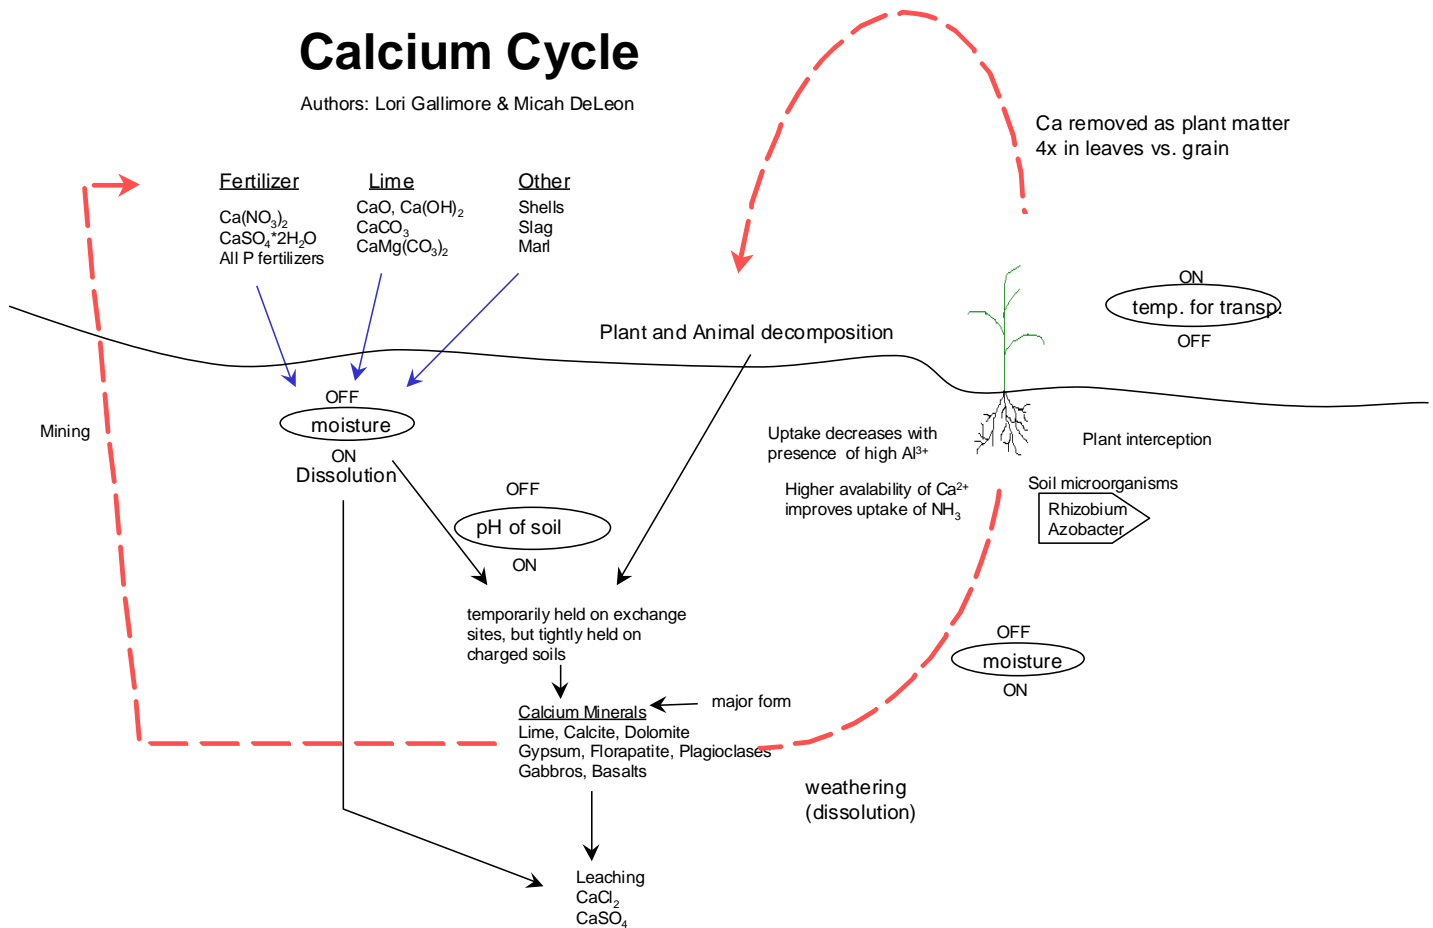 Calcium Cycle
Authors: Lori Gallimore & Micah DeLeon
Ca removed as plant matter
4x in leaves vs. grain
Fertilizer
Ca(NO₃)₂
CaSO₄*2H₂O
All P fertilizers
Lime
CaO, Ca(OH)₂
CaCO₃
CaMg(CO₃)₂
Other
Shells
Slag
Marl
ON
temp. for transp.
OFF
Plant and Animal decomposition
OFF
moisture
ON
Dissolution
Mining
Uptake decreases with
presence of high Al³⁺
Higher avalability of Ca²⁺
improves uptake of NH₃
Plant interception
Soil microorganisms
Rhizobium
Azobacter
OFF
pH of soil
ON
temporarily held on exchange
sites, but tightly held on
charged soils
OFF
moisture
ON
major form
Calcium Minerals
Lime, Calcite, Dolomite
Gypsum, Florapatite, Plagioclases
Gabbros, Basalts
weathering
(dissolution)
Leaching
CaCl₂
CaSO₄